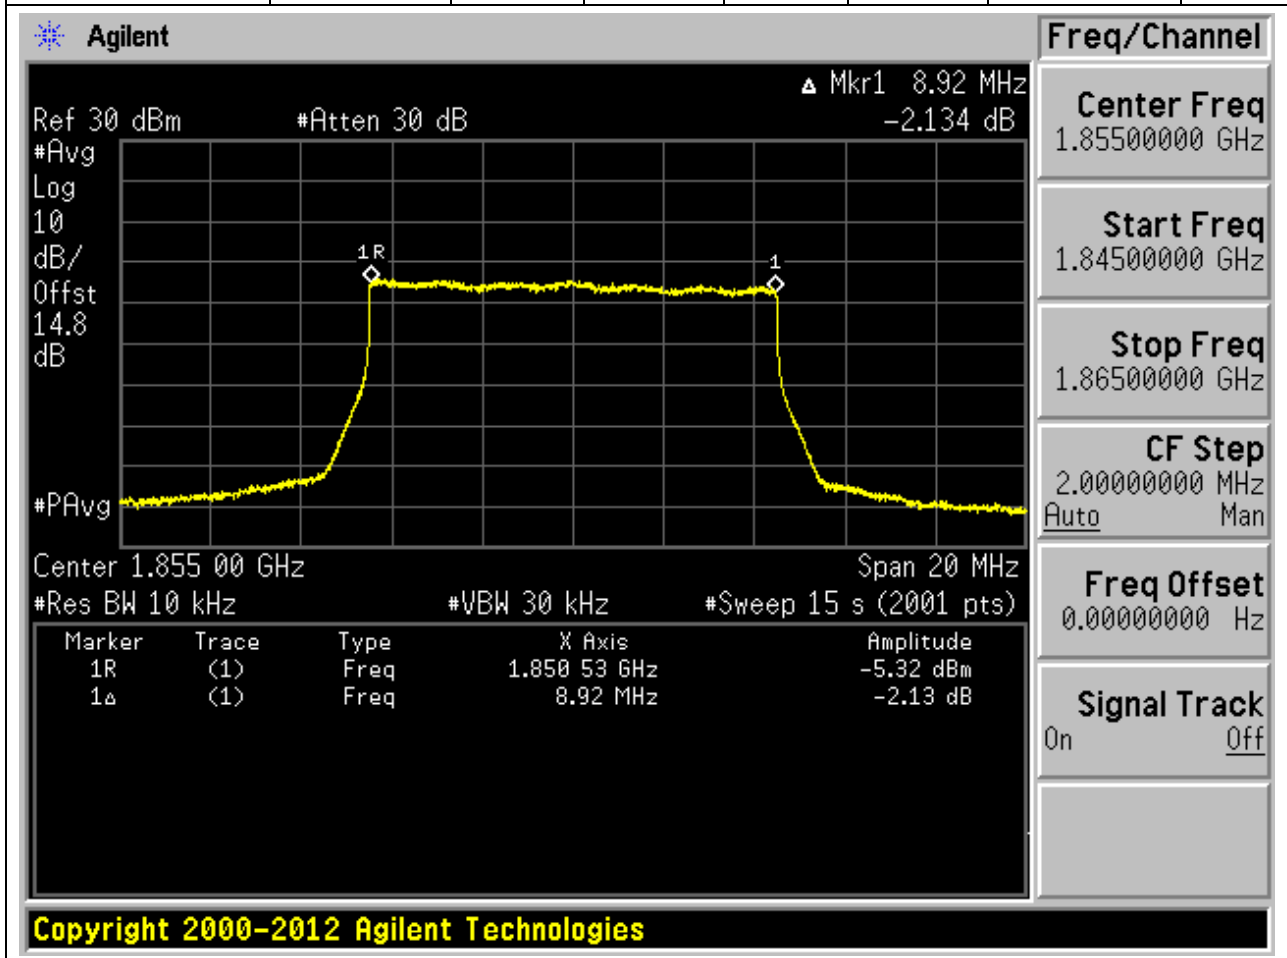 Agilent
Freq/Channel
Δ Mkr1 8.92 MHz
Ref 30 dBm #Atten 30 dB -2.134 dB
#Avg
Log
10
dB/
Offst
14.8
dB
1R
1
#PAvg
Center 1.855 00 GHz Span 20 MHz
#Res BW 10 kHz #VBW 30 kHz #Sweep 15 s (2001 pts)
Marker Trace Type X Axis Amplitude
1R (1) Freq 1.850 53 GHz -5.32 dBm
1Δ (1) Freq 8.92 MHz -2.13 dB
Center Freq
1.85500000 GHz
Start Freq
1.84500000 GHz
Stop Freq
1.86500000 GHz
CF Step
2.00000000 MHz
Auto Man
Freq Offset
0.00000000 Hz
Signal Track
On Off
Copyright 2000-2012 Agilent Technologies